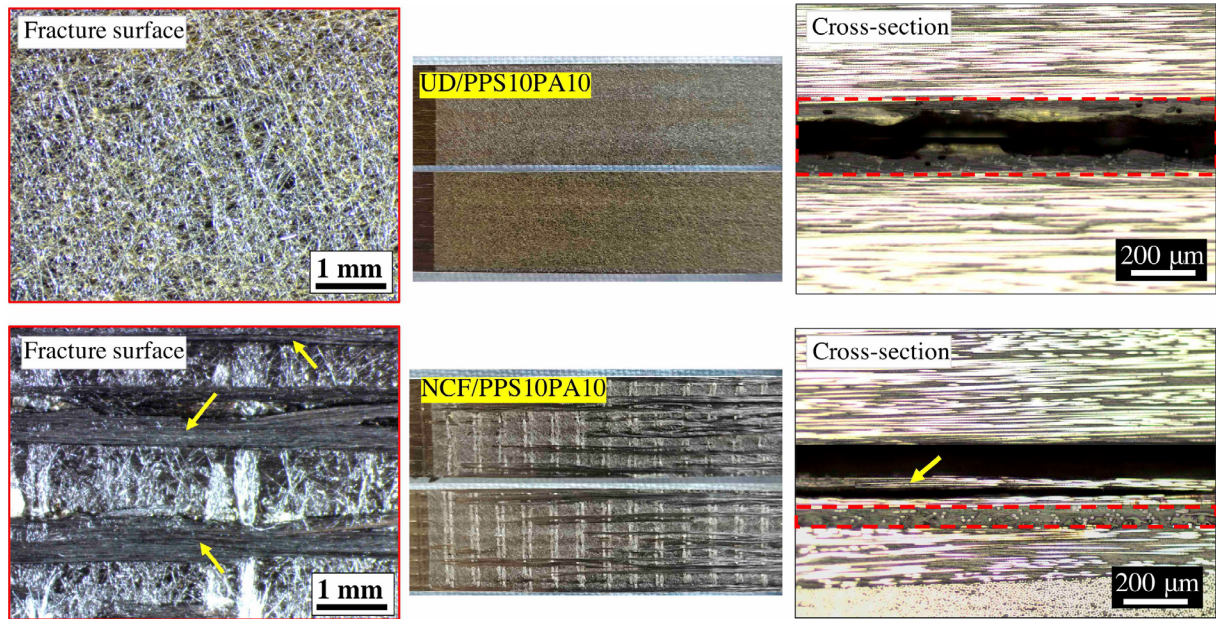 Fracture surface
1 mm
UD/PPS10PA10
Cross-section
200 µm
Fracture surface
1 mm
NCF/PPS10PA10
Cross-section
200 µm